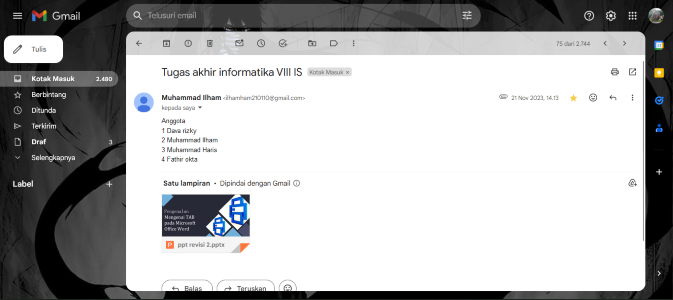 Gmail
Telusuri email
Tulis
Kotak Masuk 2.480
Berbintang
Ditunda
Terkirim
Draf 3
Selengkapnya
Label
75 dari 2.744
Tugas akhir informatika VIII IS Kotak Masuk ×
Muhammad Ilham <ilhamham210110@gmail.com>
21 Nov 2023, 14.13
kepada saya
Anggota
1 Dava rizky
2 Muhammad Ilham
3 Muhammad Haris
4 Fathir okta
Satu lampiran • Dipindai dengan Gmail
Pengenalan
Mengenai TAB
pada Microsoft
Office Word
ppt revisi 2.pptx
Balas
Teruskan